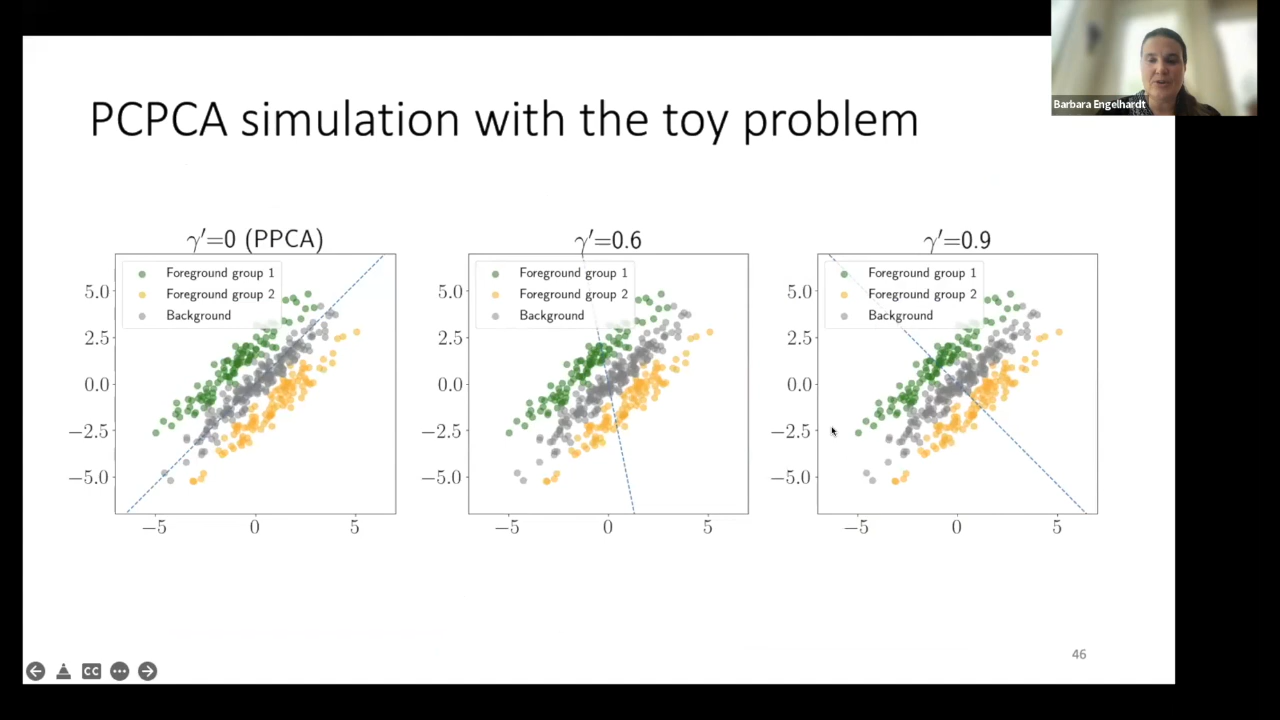 Barbara Engelhardt
PCPCA simulation with the toy problem
γ′=0 (PPCA)
Foreground group 1
Foreground group 2
Background
5.0
2.5
0.0
−2.5
−5.0
−5
0
5
γ′=0.6
Foreground group 1
Foreground group 2
Background
5.0
2.5
0.0
−2.5
−5.0
−5
0
5
γ′=0.9
Foreground group 1
Foreground group 2
Background
5.0
2.5
0.0
−2.5
−5.0
−5
0
5
46
CC